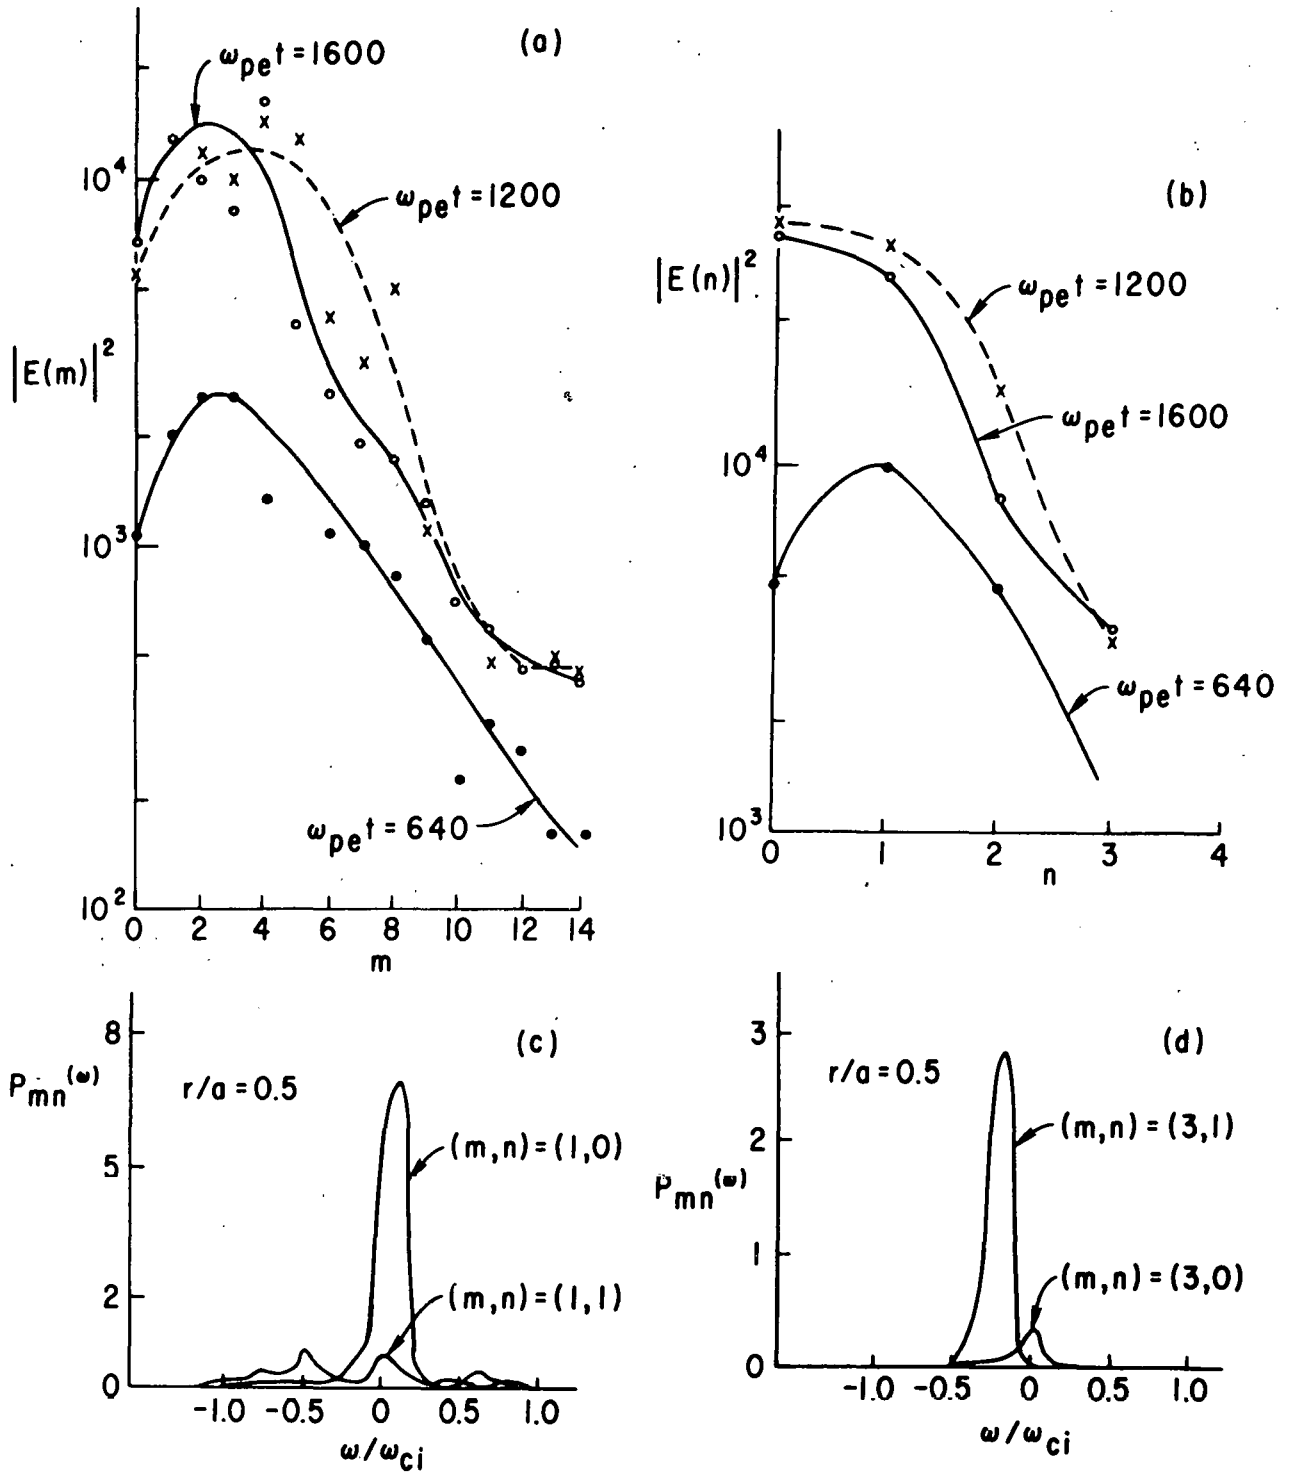 (a)
ω_pe t = 1600
10^4
ω_pe t = 1200
|E(m)|^2
10^3
ω_pe t = 640
10^2
0 2 4 6 8 10 12 14
m
(b)
|E(n)|^2
ω_pe t = 1200
ω_pe t = 1600
10^4
ω_pe t = 640
10^3
0 1 2 3 4
n
(c)
8
P_mn^(ω)
r/a = 0.5
(m,n) = (1,0)
5
2
(m,n) = (1,1)
0
-1.0 -0.5 0 0.5 1.0
ω/ω_ci
(d)
3
r/a = 0.5
(m,n) = (3,1)
2
P_mn^(ω)
1
(m,n) = (3,0)
0
-1.0 -0.5 0 0.5 1.0
ω/ω_ci